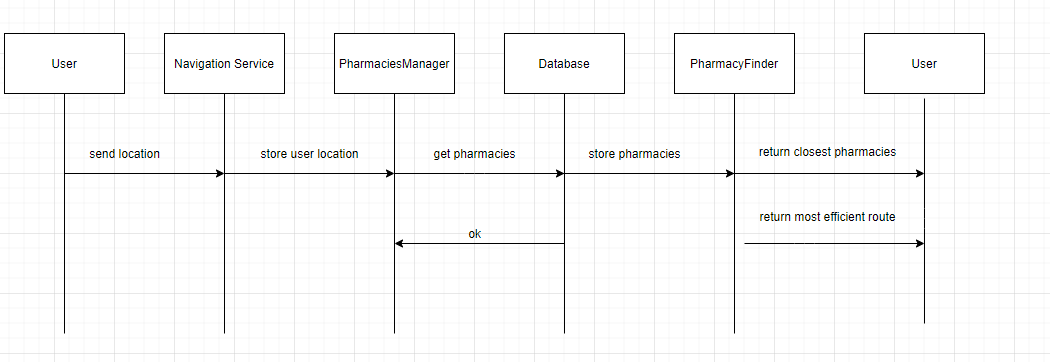 User
Navigation Service
PharmaciesManager
Database
PharmacyFinder
User
send location
store user location
get pharmacies
store pharmacies
return closest pharmacies
return most efficient route
ok